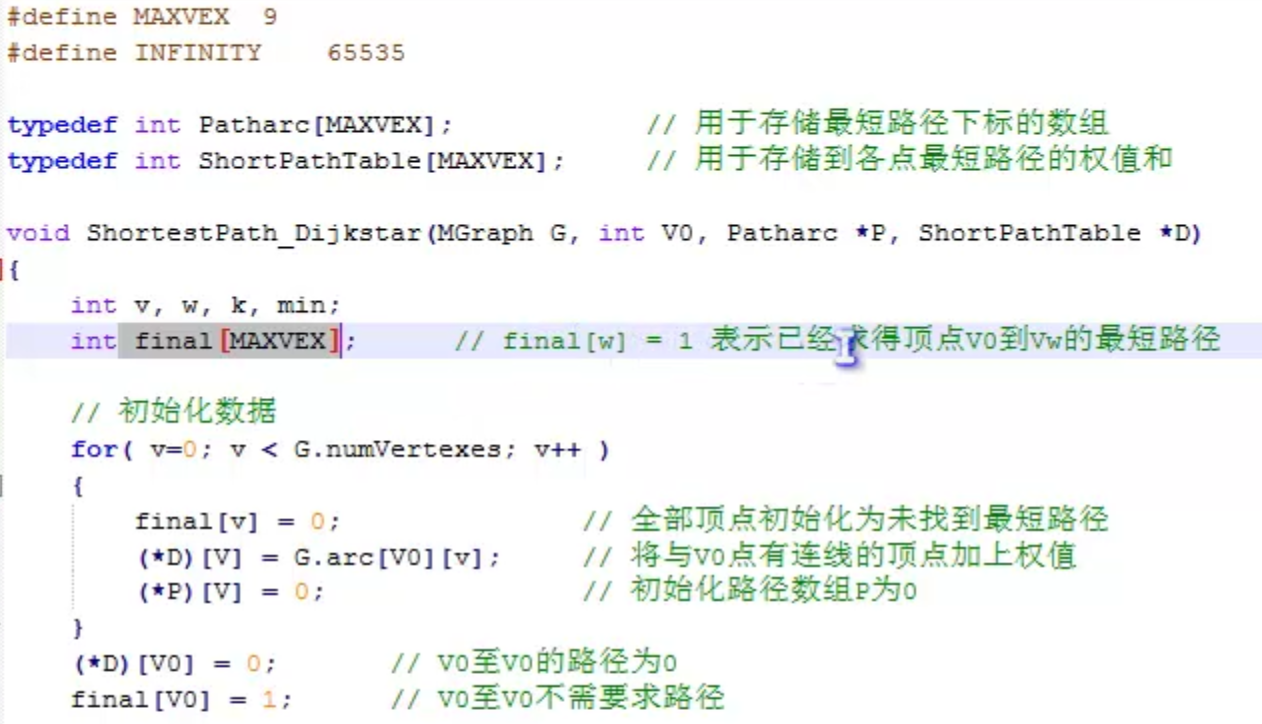 #define MAXVEX 9
#define INFINITY 65535
typedef int Patharc[MAXVEX]; // 用于存储最短路径下标的数组
typedef int ShortPathTable[MAXVEX]; // 用于存储到各点最短路径的权值和
void ShortestPath_Dijkstar(MGraph G, int V0, Patharc *P, ShortPathTable *D)
{
int v, w, k, min;
int final[MAXVEX]; // final[w] = 1 表示已经求得顶点V0到Vw的最短路径
// 初始化数据
for( v=0; v < G.numVertexes; v++ )
{
final[v] = 0; // 全部顶点初始化为未找到最短路径
(*D)[V] = G.arc[V0][v]; // 将与V0点有连线的顶点加上权值
(*P)[V] = 0; // 初始化路径数组P为0
}
(*D)[V0] = 0; // V0至V0的路径为0
final[V0] = 1; // V0至V0不需要求路径